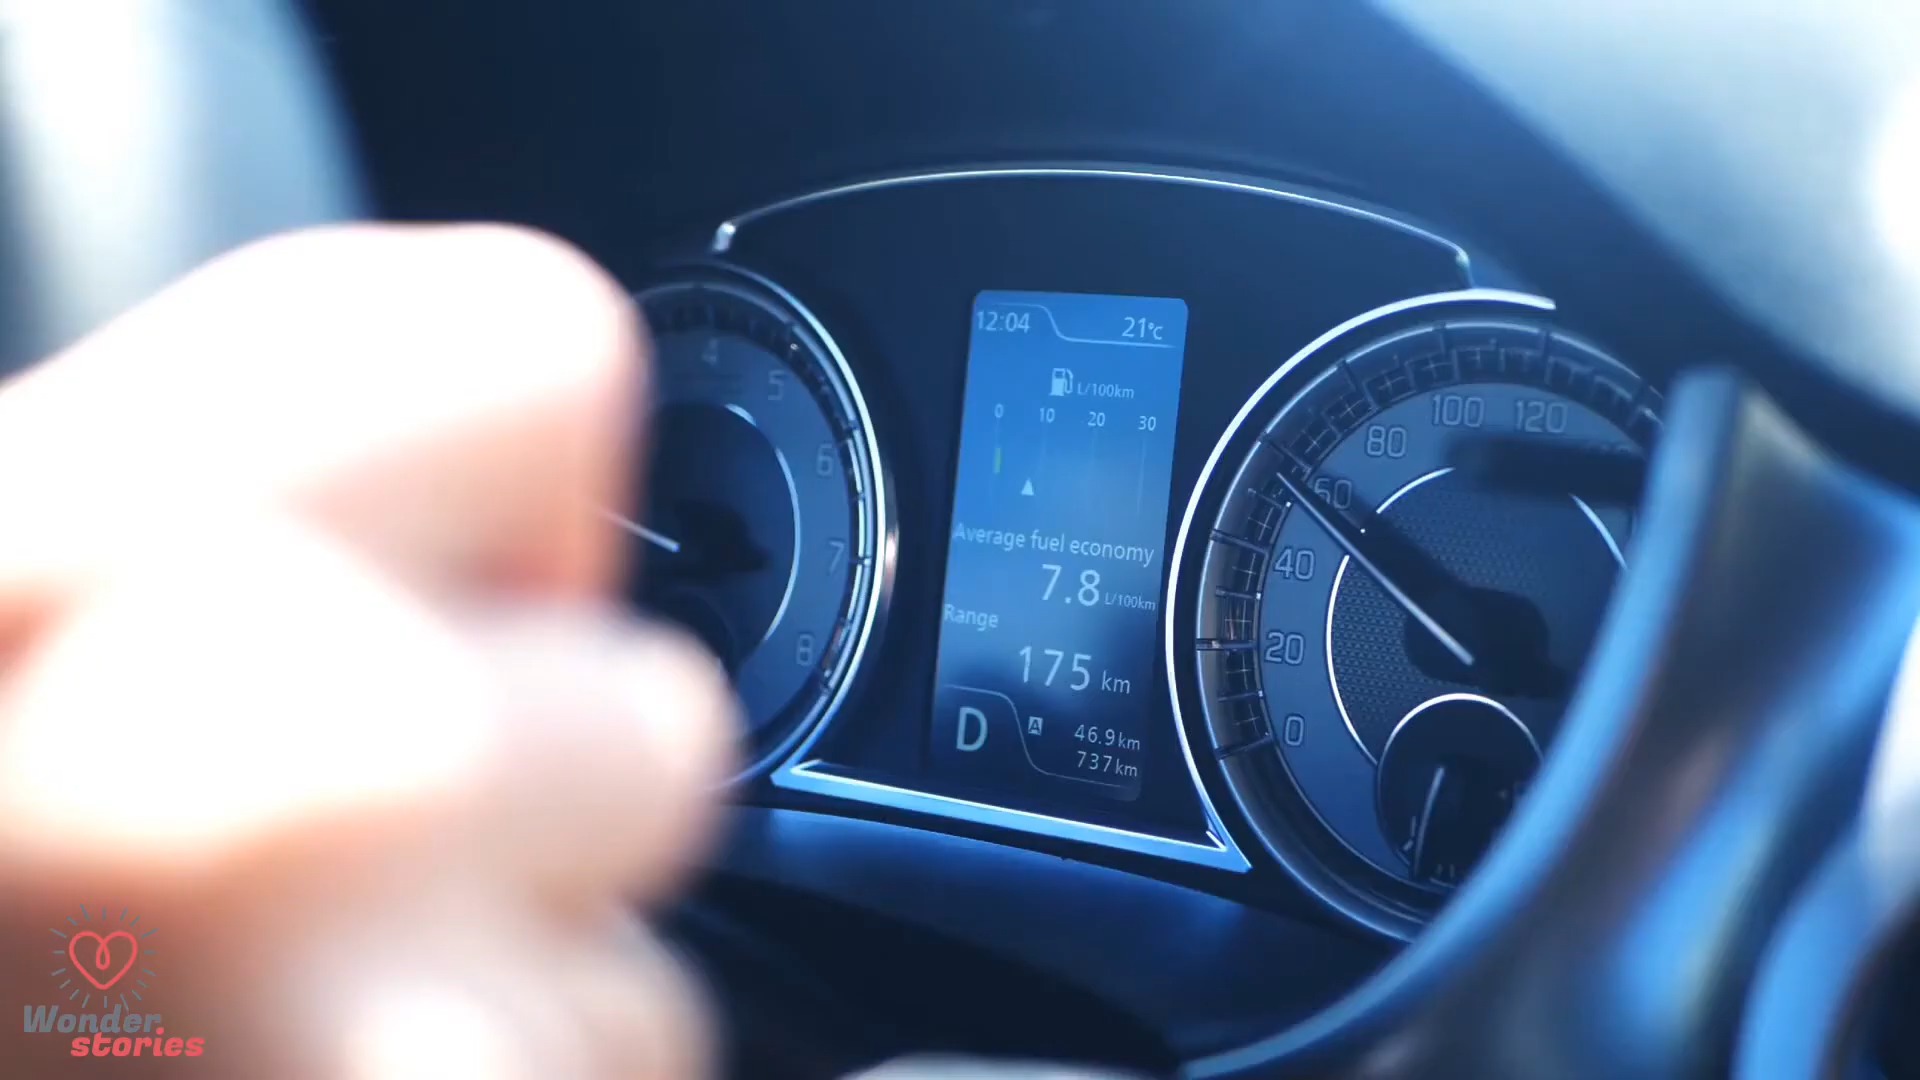 12:04 21°C
L/100km
0 10 20 30
Average fuel economy
7.8 L/100km
Range
175 km
D A 46.9 km
737 km
4
5
6
7
8
0
20
40
60
80
100
120
Wonder
stories